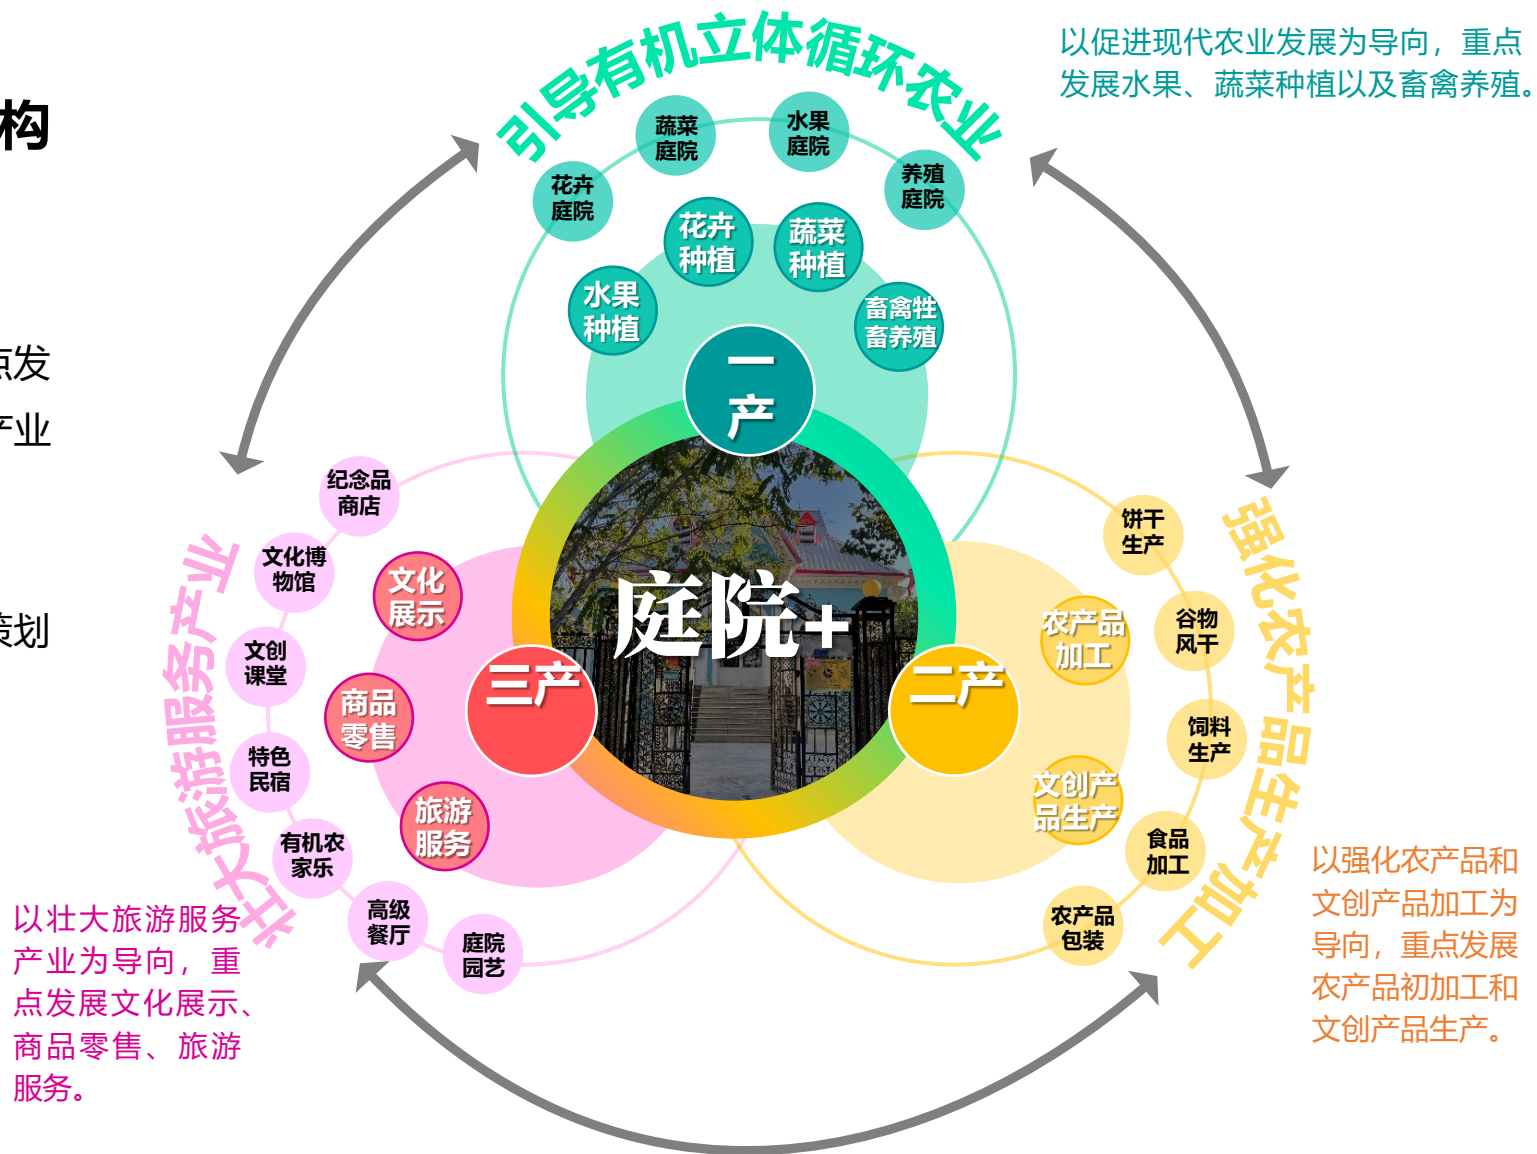 构
点发
产业
策划
引导有机立体循环农业
以促进现代农业发展为导向，重点
发展水果、蔬菜种植以及畜禽养殖。
蔬菜
庭院
水果
庭院
花卉
庭院
养殖
庭院
花卉
种植
蔬菜
种植
水果
种植
畜禽牲
畜养殖
一
产
庭院+
三产
二产
纪念品
商店
文化博
物馆
文创
课堂
特色
民宿
有机农
家乐
高级
餐厅
庭院
园艺
文化
展示
商品
零售
旅游
服务
壮大旅游服务产业
以壮大旅游服务
产业为导向，重
点发展文化展示、
商品零售、旅游
服务。
饼干
生产
谷物
风干
饲料
生产
食品
加工
农产品
包装
农产品
加工
文创产
品生产
强化农产品生产加工
以强化农产品和
文创产品加工为
导向，重点发展
农产品初加工和
文创产品生产。